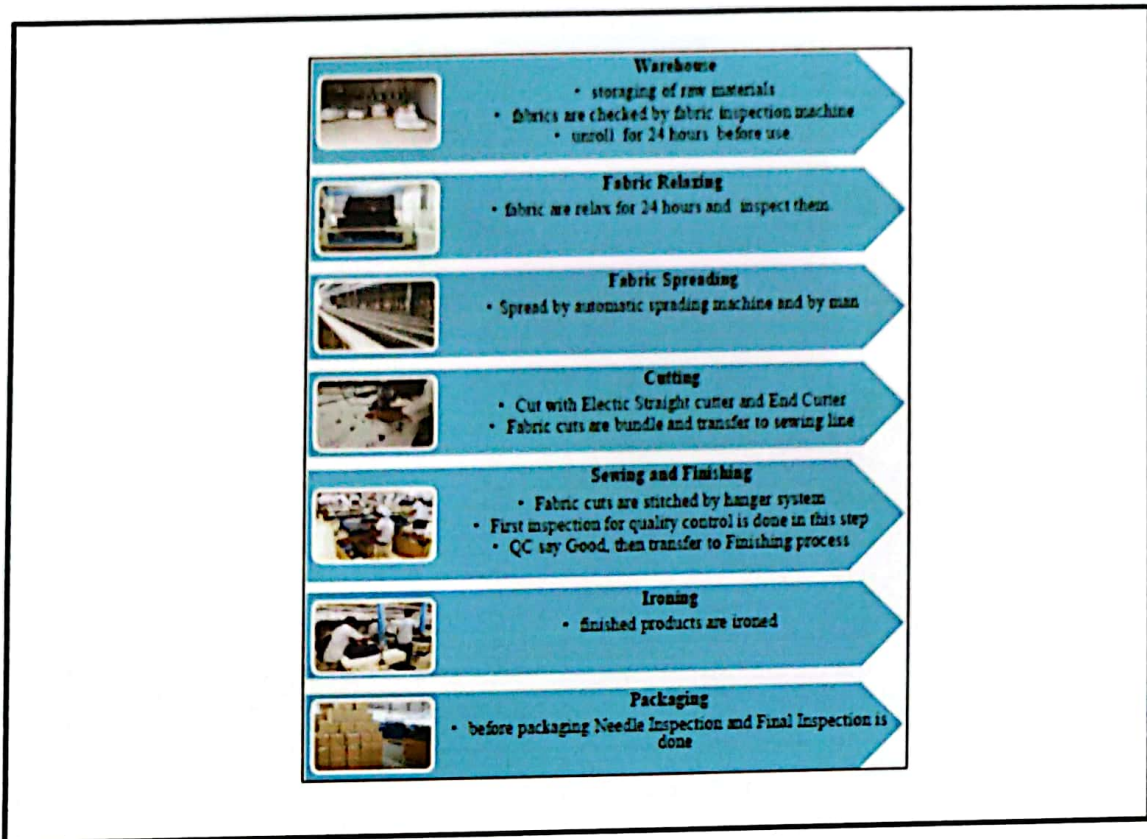 Warehouse
• storaging of raw materials
• fabrics are checked by fabric inspection machine
• unroll for 24 hours before use
Fabric Relaxing
• fabric are relax for 24 hours and inspect them
Fabric Spreading
• Spread by automatic sprading machine and by man
Cutting
• Cut with Electic Straight cutter and End Cutter
• Fabric cuts are bundle and transfer to sewing line
Sewing and Finishing
• Fabric cuts are stitched by hanger system
• First inspection for quality control is done in this step
• QC say Good, then transfer to Finishing process
Ironing
• finished products are ironed
Packaging
• before packaging Needle Inspection and Final Inspection is
done